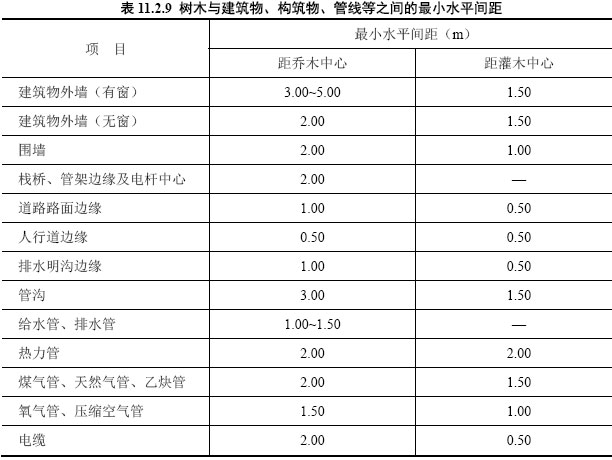 表 11.2.9 树木与建筑物、构筑物、管线等之间的最小水平间距
项 目 最小水平间距（m）
距乔木中心 距灌木中心
建筑物外墙（有窗） 3.00~5.00 1.50
建筑物外墙（无窗） 2.00 1.50
围墙 2.00 1.00
栈桥、管架边缘及电杆中心 2.00 —
道路路面边缘 1.00 0.50
人行道边缘 0.50 0.50
排水明沟边缘 1.00 0.50
管沟 3.00 1.50
给水管、排水管 1.00~1.50 —
热力管 2.00 2.00
煤气管、天然气管、乙炔管 2.00 1.50
氧气管、压缩空气管 1.50 1.00
电缆 2.00 0.50